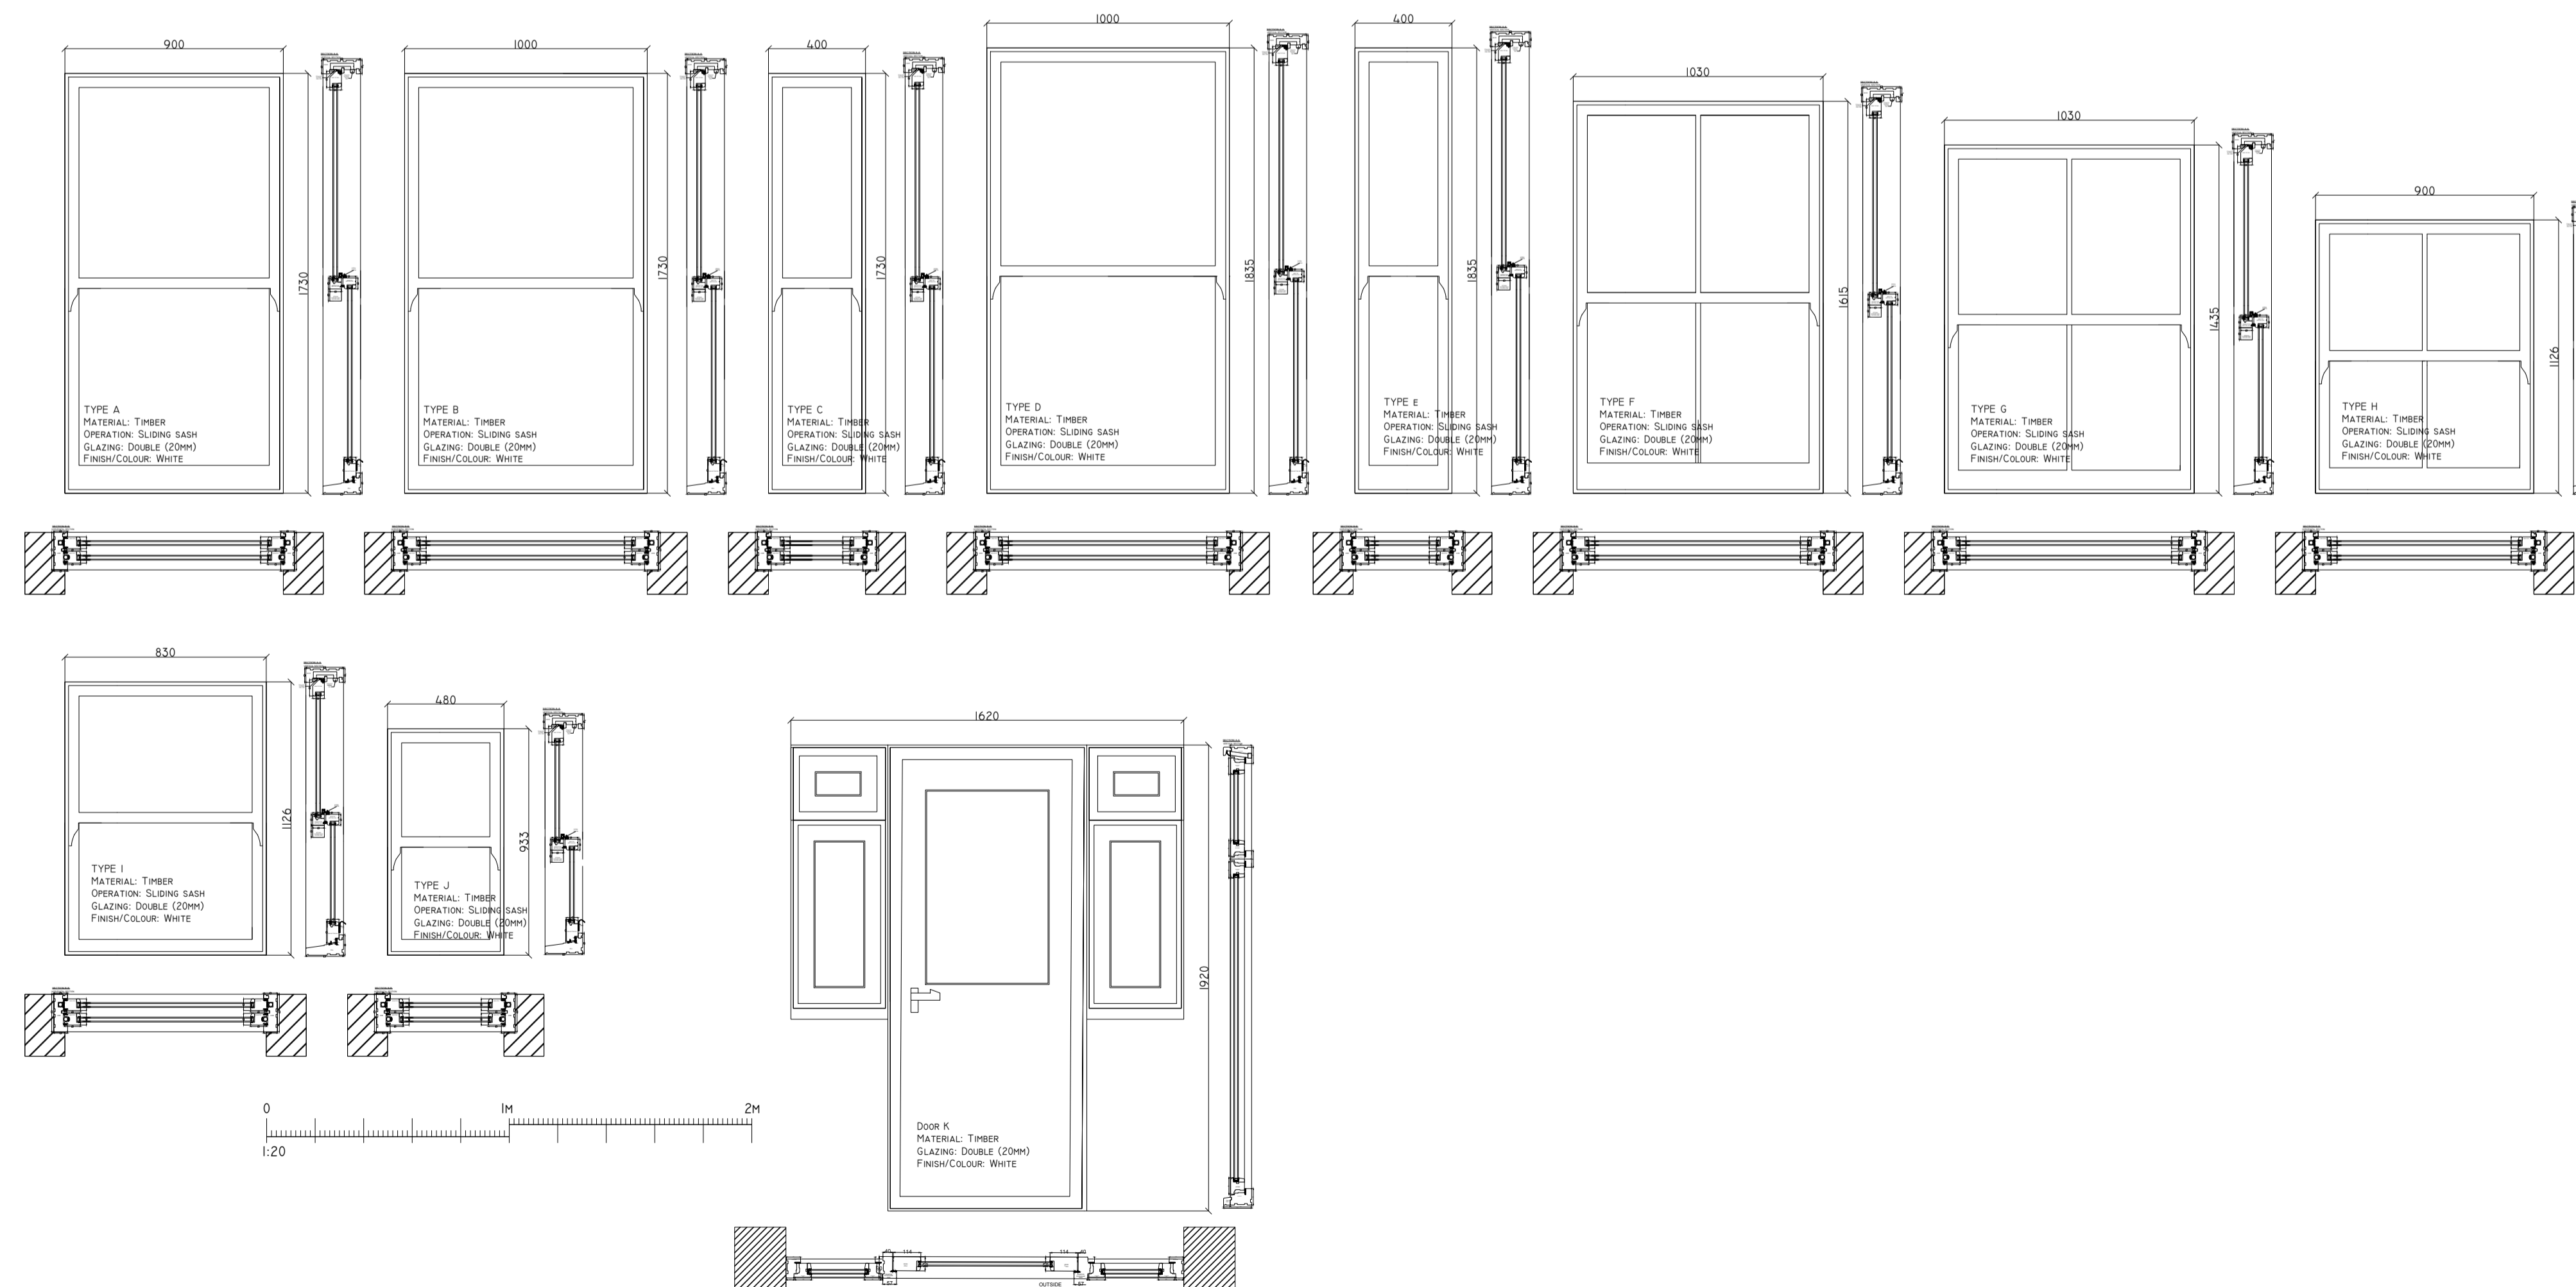 900
1000
400
1000
400
1030
1030
900
1730
1730
1730
1835
1835
1615
1435
1126
TYPE A
MATERIAL: TIMBER
OPERATION: SLIDING SASH
GLAZING: DOUBLE (20MM)
FINISH/COLOUR: WHITE
TYPE B
MATERIAL: TIMBER
OPERATION: SLIDING SASH
GLAZING: DOUBLE (20MM)
FINISH/COLOUR: WHITE
TYPE C
MATERIAL: TIMBER
OPERATION: SLIDING SASH
GLAZING: DOUBLE (20MM)
FINISH/COLOUR: WHITE
TYPE D
MATERIAL: TIMBER
OPERATION: SLIDING SASH
GLAZING: DOUBLE (20MM)
FINISH/COLOUR: WHITE
TYPE E
MATERIAL: TIMBER
OPERATION: SLIDING SASH
GLAZING: DOUBLE (20MM)
FINISH/COLOUR: WHITE
TYPE F
MATERIAL: TIMBER
OPERATION: SLIDING SASH
GLAZING: DOUBLE (20MM)
FINISH/COLOUR: WHITE
TYPE G
MATERIAL: TIMBER
OPERATION: SLIDING SASH
GLAZING: DOUBLE (20MM)
FINISH/COLOUR: WHITE
TYPE H
MATERIAL: TIMBER
OPERATION: SLIDING SASH
GLAZING: DOUBLE (20MM)
FINISH/COLOUR: WHITE
830
480
1620
1126
933
1920
TYPE I
MATERIAL: TIMBER
OPERATION: SLIDING SASH
GLAZING: DOUBLE (20MM)
FINISH/COLOUR: WHITE
TYPE J
MATERIAL: TIMBER
OPERATION: SLIDING SASH
GLAZING: DOUBLE (20MM)
FINISH/COLOUR: WHITE
0 1M 2M
1:20
DOOR K
MATERIAL: TIMBER
GLAZING: DOUBLE (20MM)
FINISH/COLOUR: WHITE
40 114 114 40
57 OUTSIDE 57